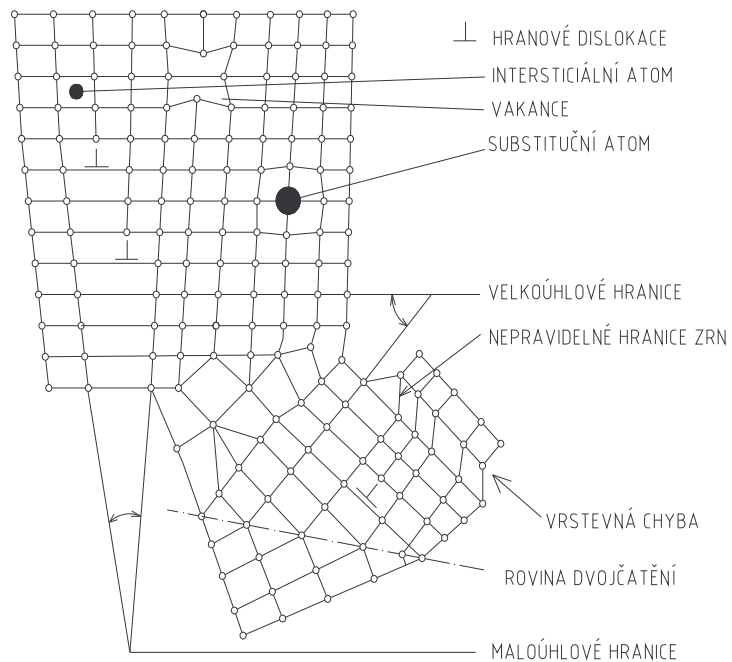 HRANOVÉ DISLOKACE
INTERSTICIÁLNÍ ATOM
VAKANCE
SUBSTITUČNÍ ATOM
VELKOÚHLOVÉ HRANICE
NEPRAVIDELNÉ HRANICE ZRN
VRSTEVNÁ CHYBA
ROVINA DVOJČATĚNÍ
MALOÚHLOVÉ HRANICE